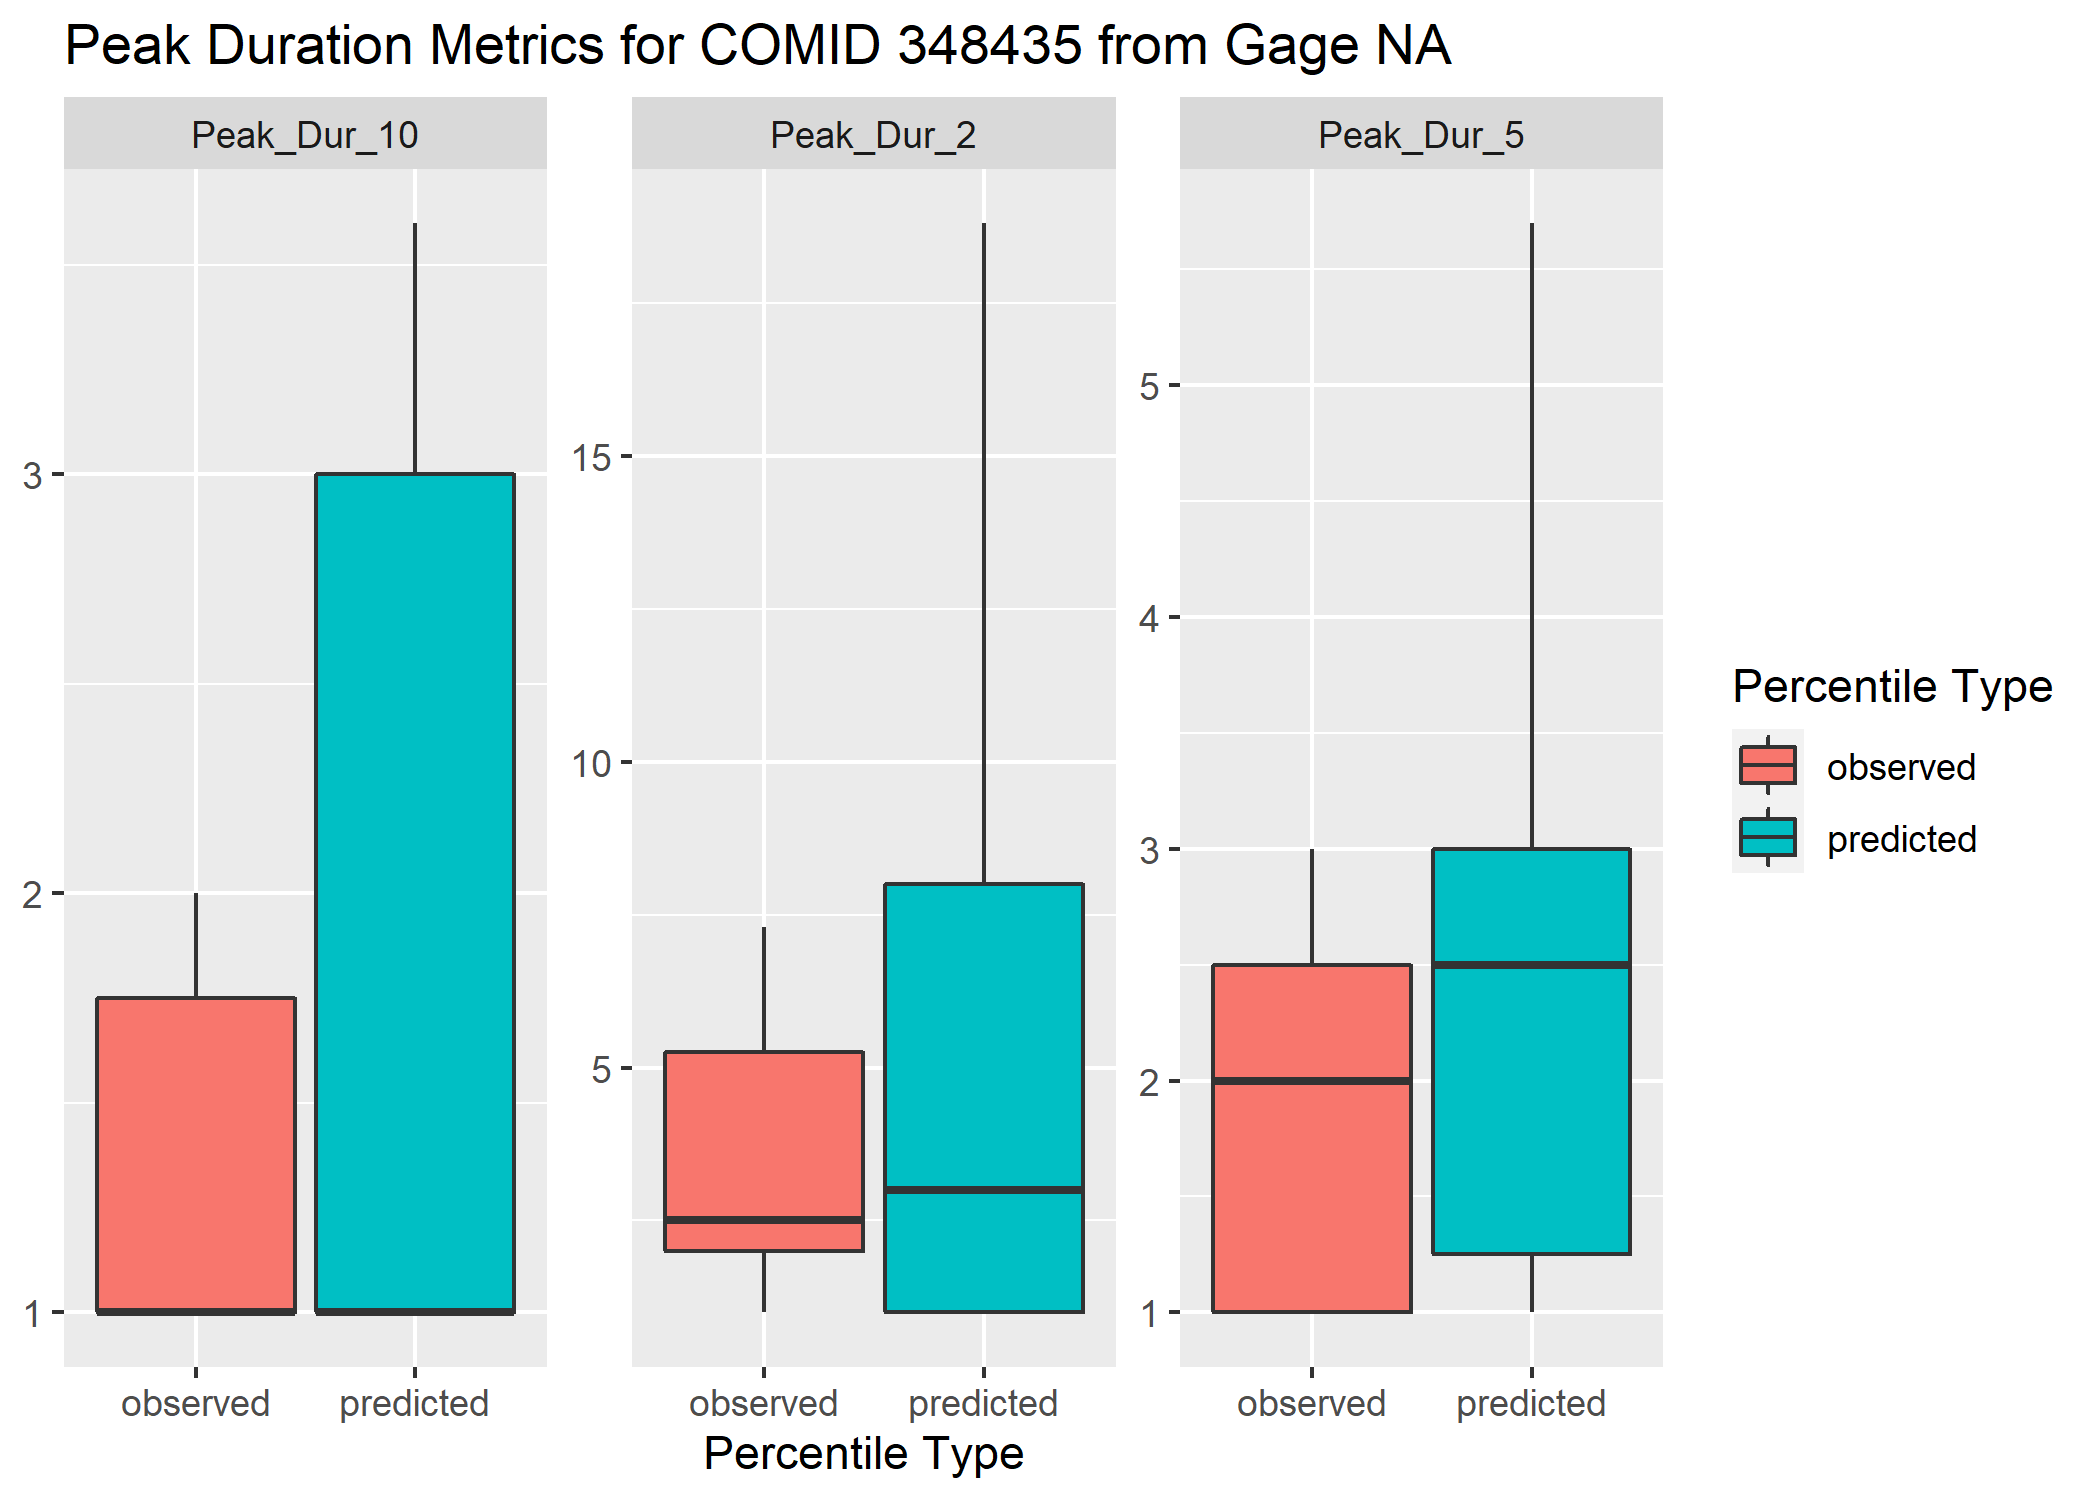 Peak Duration Metrics for COMID 348435 from Gage NA
Peak_Dur_10
Peak_Dur_2
Peak_Dur_5
3
2
1
15
10
5
5
4
3
2
1
observed
predicted
observed
predicted
observed
predicted
Percentile Type
Percentile Type
observed
predicted